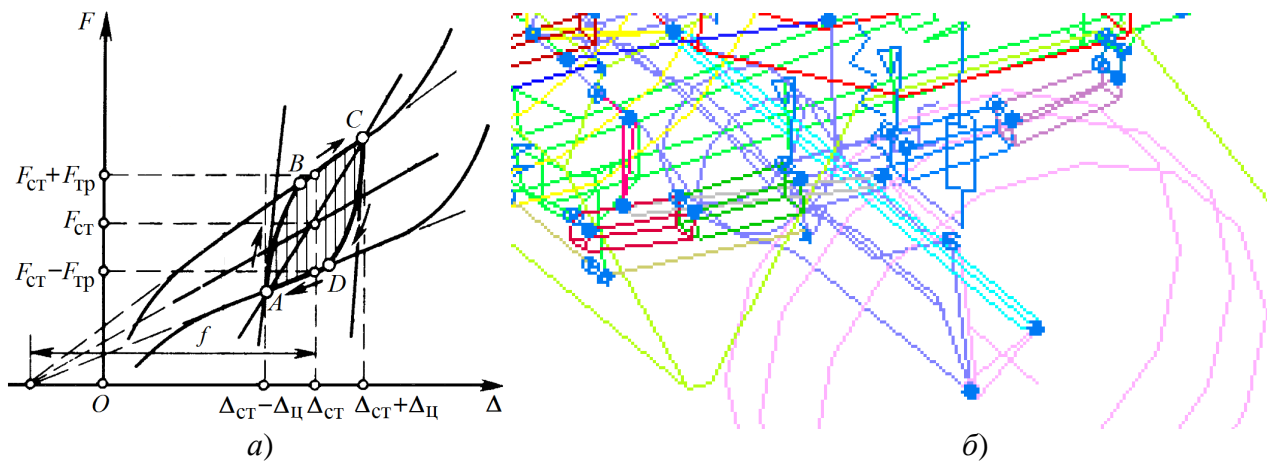 F
C
B
F_ст+F_тр
F_ст
F_ст−F_тр
A
D
f
O
Δ_ст−Δ_ц
Δ_ст
Δ_ст+Δ_ц
Δ
а)
б)